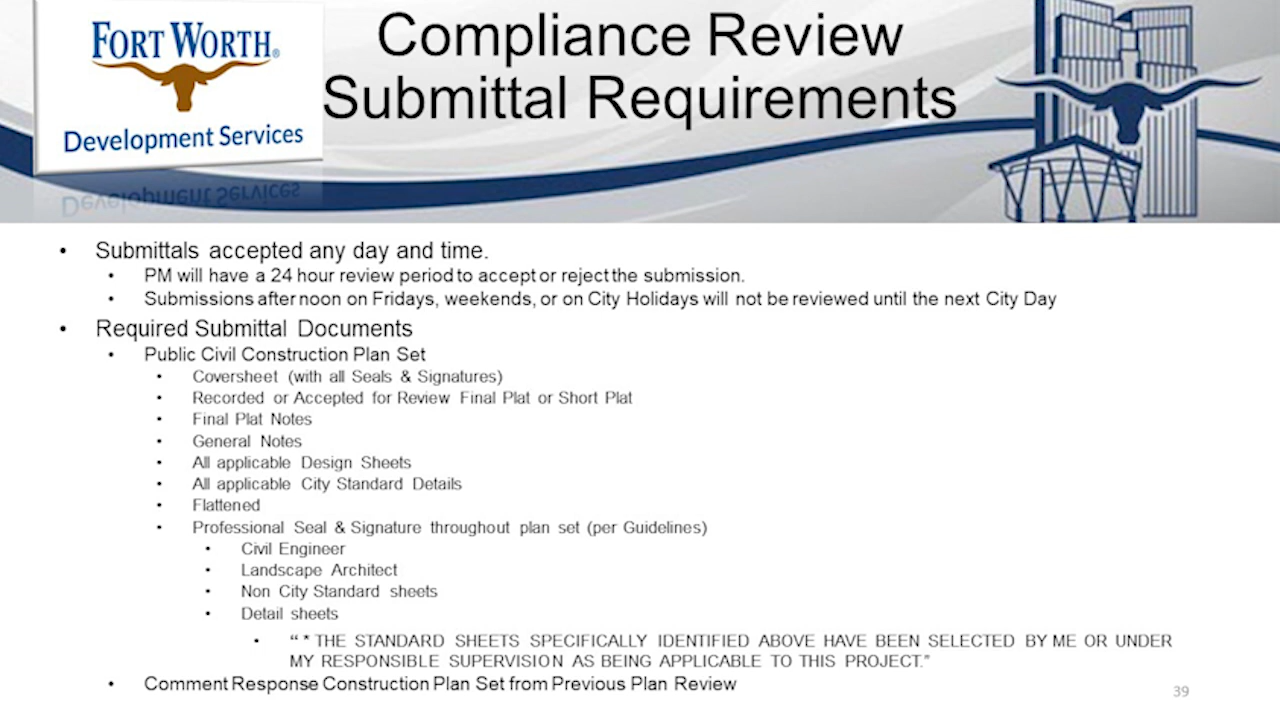 FORT WORTH®
Development Services
Compliance Review
Submittal Requirements
• Submittals accepted any day and time.
• PM will have a 24 hour review period to accept or reject the submission.
• Submissions after noon on Fridays, weekends, or on City Holidays will not be reviewed until the next City Day
• Required Submittal Documents
• Public Civil Construction Plan Set
• Coversheet (with all Seals & Signatures)
• Recorded or Accepted for Review Final Plat or Short Plat
• Final Plat Notes
• General Notes
• All applicable Design Sheets
• All applicable City Standard Details
• Flattened
• Professional Seal & Signature throughout plan set (per Guidelines)
• Civil Engineer
• Landscape Architect
• Non City Standard sheets
• Detail sheets
• “ * THE STANDARD SHEETS SPECIFICALLY IDENTIFIED ABOVE HAVE BEEN SELECTED BY ME OR UNDER
MY RESPONSIBLE SUPERVISION AS BEING APPLICABLE TO THIS PROJECT.”
• Comment Response Construction Plan Set from Previous Plan Review
39